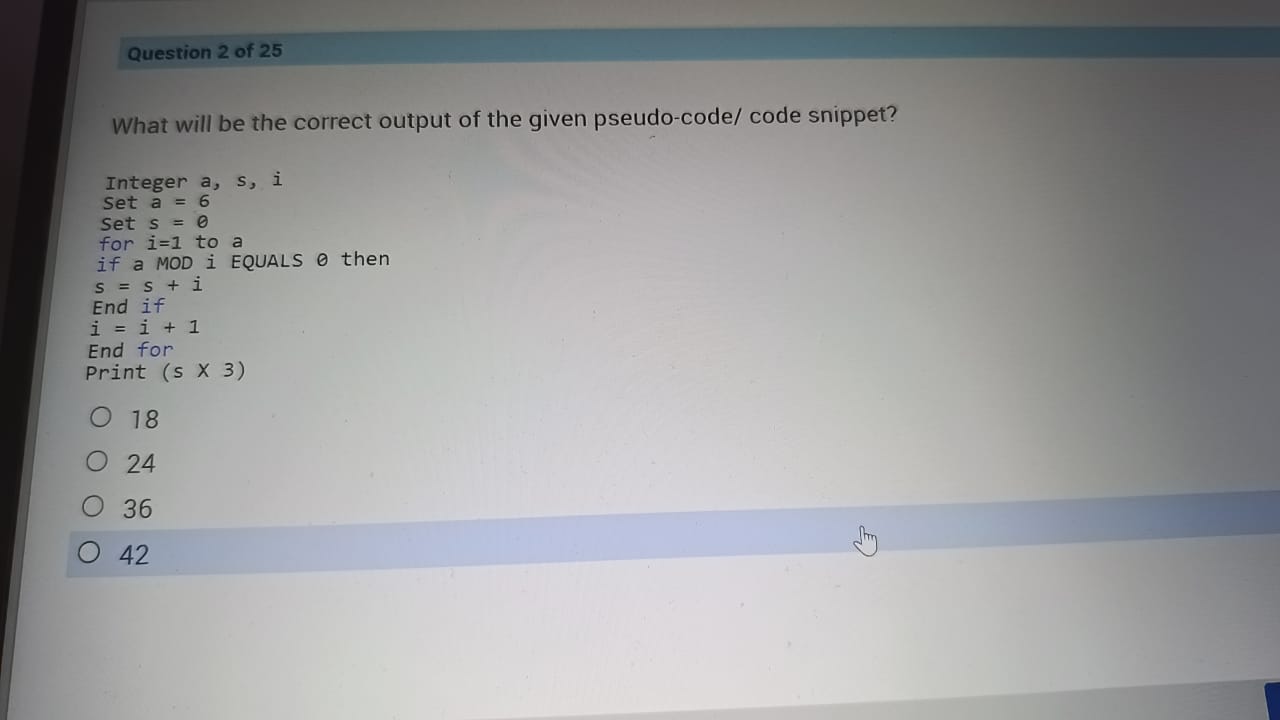 Question 2 of 25
What will be the correct output of the given pseudo-code/ code snippet?
Integer a, s, i
Set a = 6
Set s = 0
for i=1 to a
if a MOD i EQUALS 0 then
s = s + i
End if
i = i + 1
End for
Print (s X 3)
18
24
36
42